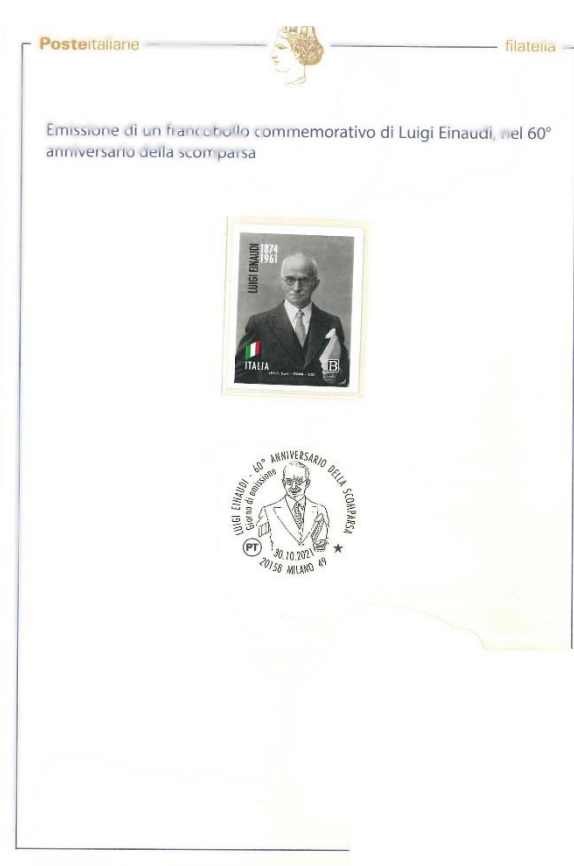 Posteitaliane
filatelia
Emissione di un francobollo commemorativo di Luigi Einaudi, nel 60°
anniversario della scomparsa
LUIGI EINAUDI
1874
1961
ITALIA
B
LUIGI EINAUDI - 60° ANNIVERSARIO DELLA SCOMPARSA
Giorno di emissione
PT
30.10.2021
20158 MILANO 49